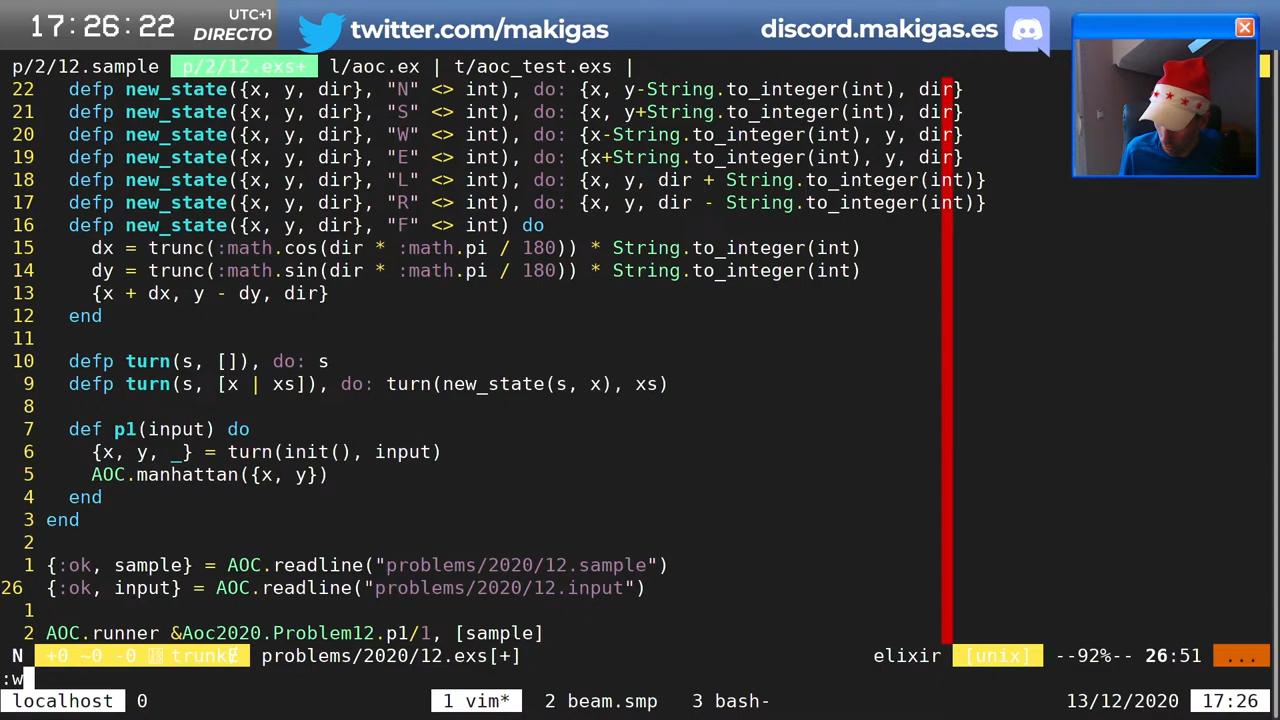 17:26:22
UTC+1
DIRECTO
twitter.com/makigas
discord.makigas.es
p/2/12.sample   p/2/12.exs+  l/aoc.ex | t/aoc_test.exs |
22   defp new_state({x, y, dir}, "N" <> int), do: {x, y-String.to_integer(int), dir}
21   defp new_state({x, y, dir}, "S" <> int), do: {x, y+String.to_integer(int), dir}
20   defp new_state({x, y, dir}, "W" <> int), do: {x-String.to_integer(int), y, dir}
19   defp new_state({x, y, dir}, "E" <> int), do: {x+String.to_integer(int), y, dir}
18   defp new_state({x, y, dir}, "L" <> int), do: {x, y, dir + String.to_integer(int)}
17   defp new_state({x, y, dir}, "R" <> int), do: {x, y, dir - String.to_integer(int)}
16   defp new_state({x, y, dir}, "F" <> int) do
15     dx = trunc(:math.cos(dir * :math.pi / 180)) * String.to_integer(int)
14     dy = trunc(:math.sin(dir * :math.pi / 180)) * String.to_integer(int)
13     {x + dx, y - dy, dir}
12   end
11
10   defp turn(s, []), do: s
9   defp turn(s, [x | xs]), do: turn(new_state(s, x), xs)
8
7   def p1(input) do
6     {x, y, _} = turn(init(), input)
5     AOC.manhattan({x, y})
4   end
3 end
2
1 {:ok, sample} = AOC.readline("problems/2020/12.sample")
26 {:ok, input} = AOC.readline("problems/2020/12.input")
1
2 AOC.runner &Aoc2020.Problem12.p1/1, [sample]
N  +0 ~0 -0 trunk  problems/2020/12.exs[+]  elixir  [unix]  --92%--  26:51  ...
:w
localhost  0  1 vim*  2 beam.smp  3 bash-  13/12/2020  17:26